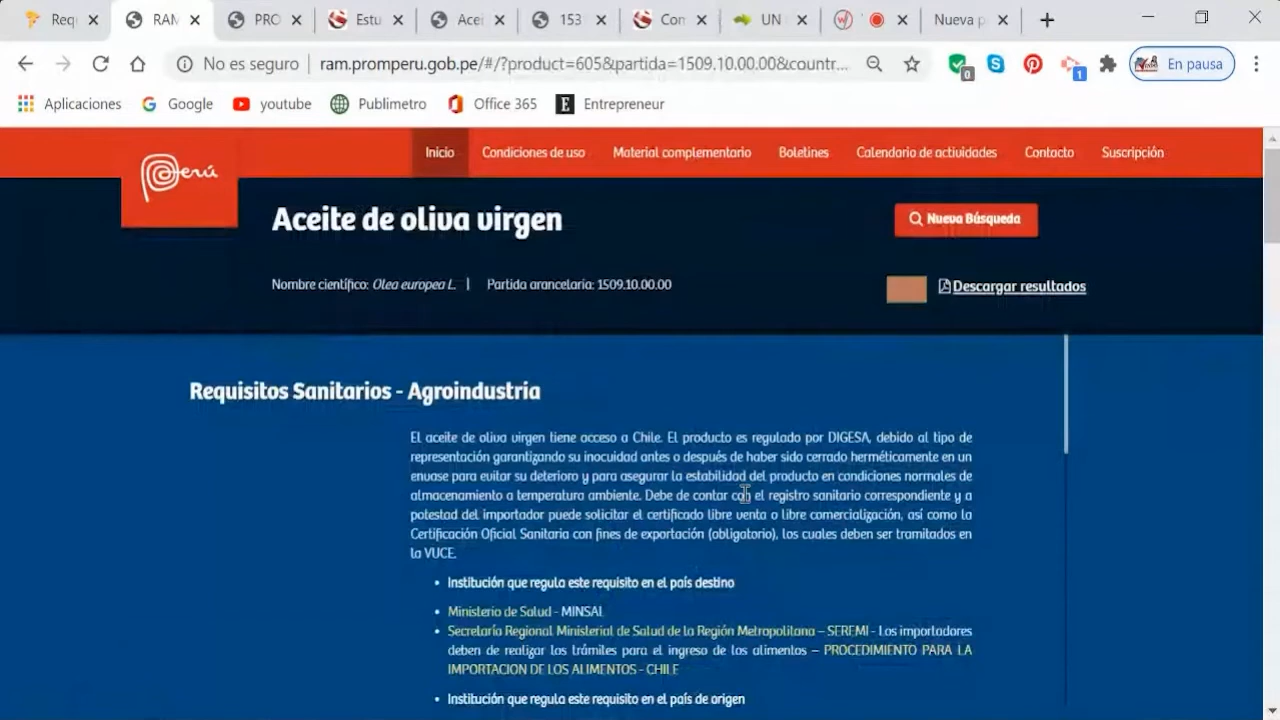 Req
RAM
PRO
Estu
Acei
153
Con
UN
Nueva p
No es seguro
ram.promperu.gob.pe/#/?product=605&partida=1509.10.00.00&countr...
0
1
En pausa
Aplicaciones
Google
youtube
Publimetro
Office 365
E
Entrepreneur
Perú
Inicio
Condiciones de uso
Material complementario
Boletines
Calendario de actividades
Contacto
Suscripción
Aceite de oliva virgen
Nueva Búsqueda
Nombre científico: Olea europea L. | Partida arancelaria: 1509.10.00.00
Descargar resultados
Requisitos Sanitarios - Agroindustria
El aceite de oliva virgen tiene acceso a Chile. El producto es regulado por DIGESA, debido al tipo de
representación garantizando su inocuidad antes o después de haber sido cerrado herméticamente en un
envase para evitar su deterioro y para asegurar la estabilidad del producto en condiciones normales de
almacenamiento a temperatura ambiente. Debe de contar con el registro sanitario correspondiente y a
potestad del importador puede solicitar el certificado libre venta o libre comercialización, así como la
Certificación Oficial Sanitaria con fines de exportación (obligatorio), los cuales deben ser tramitados en
la VUCE.
• Institución que regula este requisito en el país destino
• Ministerio de Salud - MINSAL
• Secretaría Regional Ministerial de Salud de la Región Metropolitana – SEREMI - Los importadores
deben de realizar los trámites para el ingreso de los alimentos – PROCEDIMIENTO PARA LA
IMPORTACION DE LOS ALIMENTOS - CHILE
• Institución que regula este requisito en el país de origen